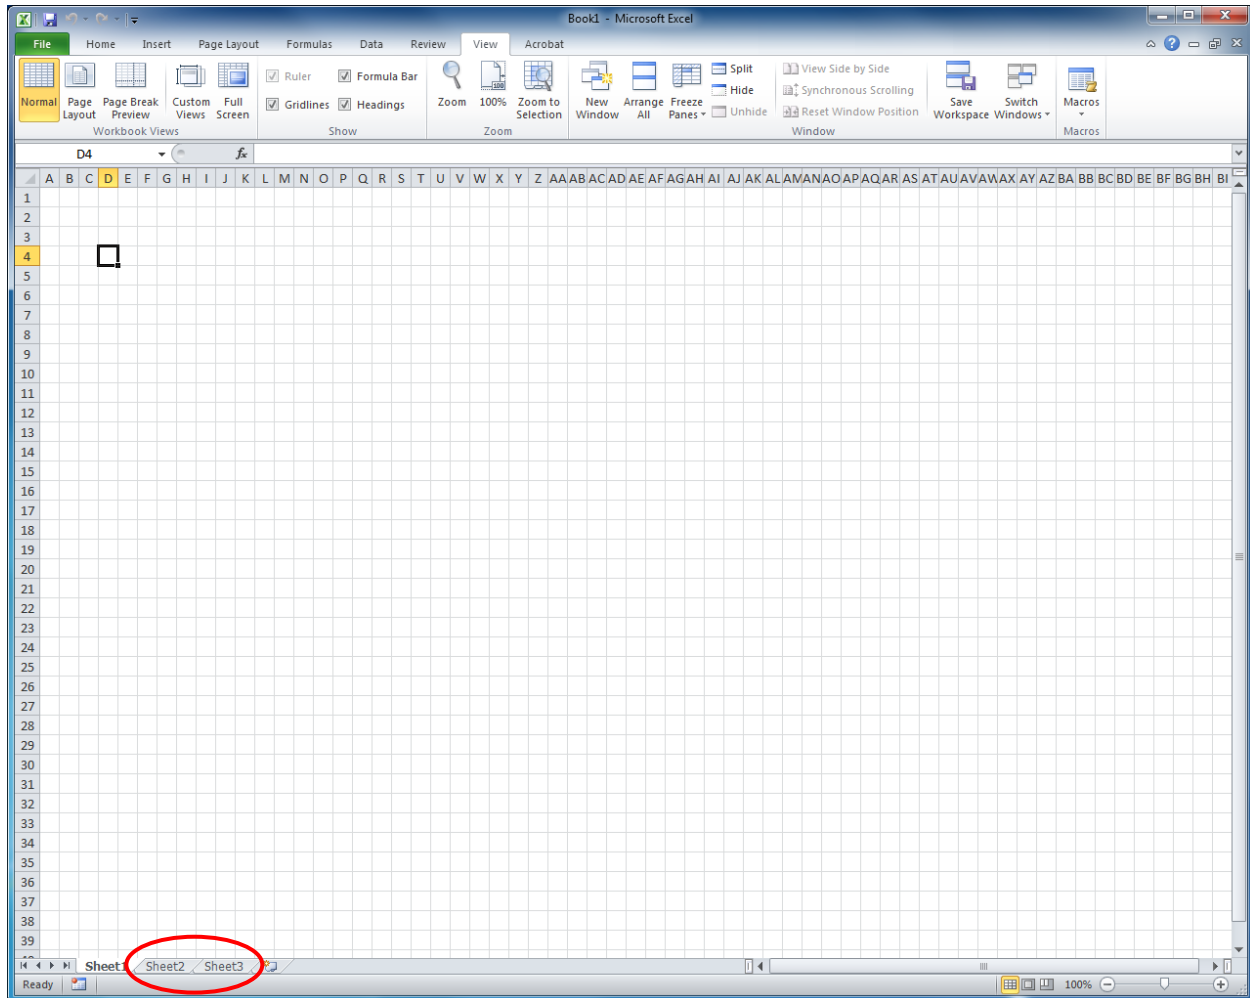 Book1 - Microsoft Excel
File Home Insert Page Layout Formulas Data Review View Acrobat
Normal Page Layout Page Break Preview Custom Views Full Screen
Workbook Views
Ruler Formula Bar
Gridlines Headings
Show
Zoom 100% Zoom to Selection
Zoom
New Window Arrange All Freeze Panes
Split
Hide
Unhide
View Side by Side
Synchronous Scrolling
Reset Window Position
Window
Save Workspace Switch Windows
Macros
Macros
D4 fx
A B C D E F G H I J K L M N O P Q R S T U V W X Y Z AA AB AC AD AE AF AG AH AI AJ AK AL AM AN AO AP AQ AR AS AT AU AV AW AX AY AZ BA BB BC BD BE BF BG BH BI
1
2
3
4
5
6
7
8
9
10
11
12
13
14
15
16
17
18
19
20
21
22
23
24
25
26
27
28
29
30
31
32
33
34
35
36
37
38
39
Sheet1 Sheet2 Sheet3
Ready 100%